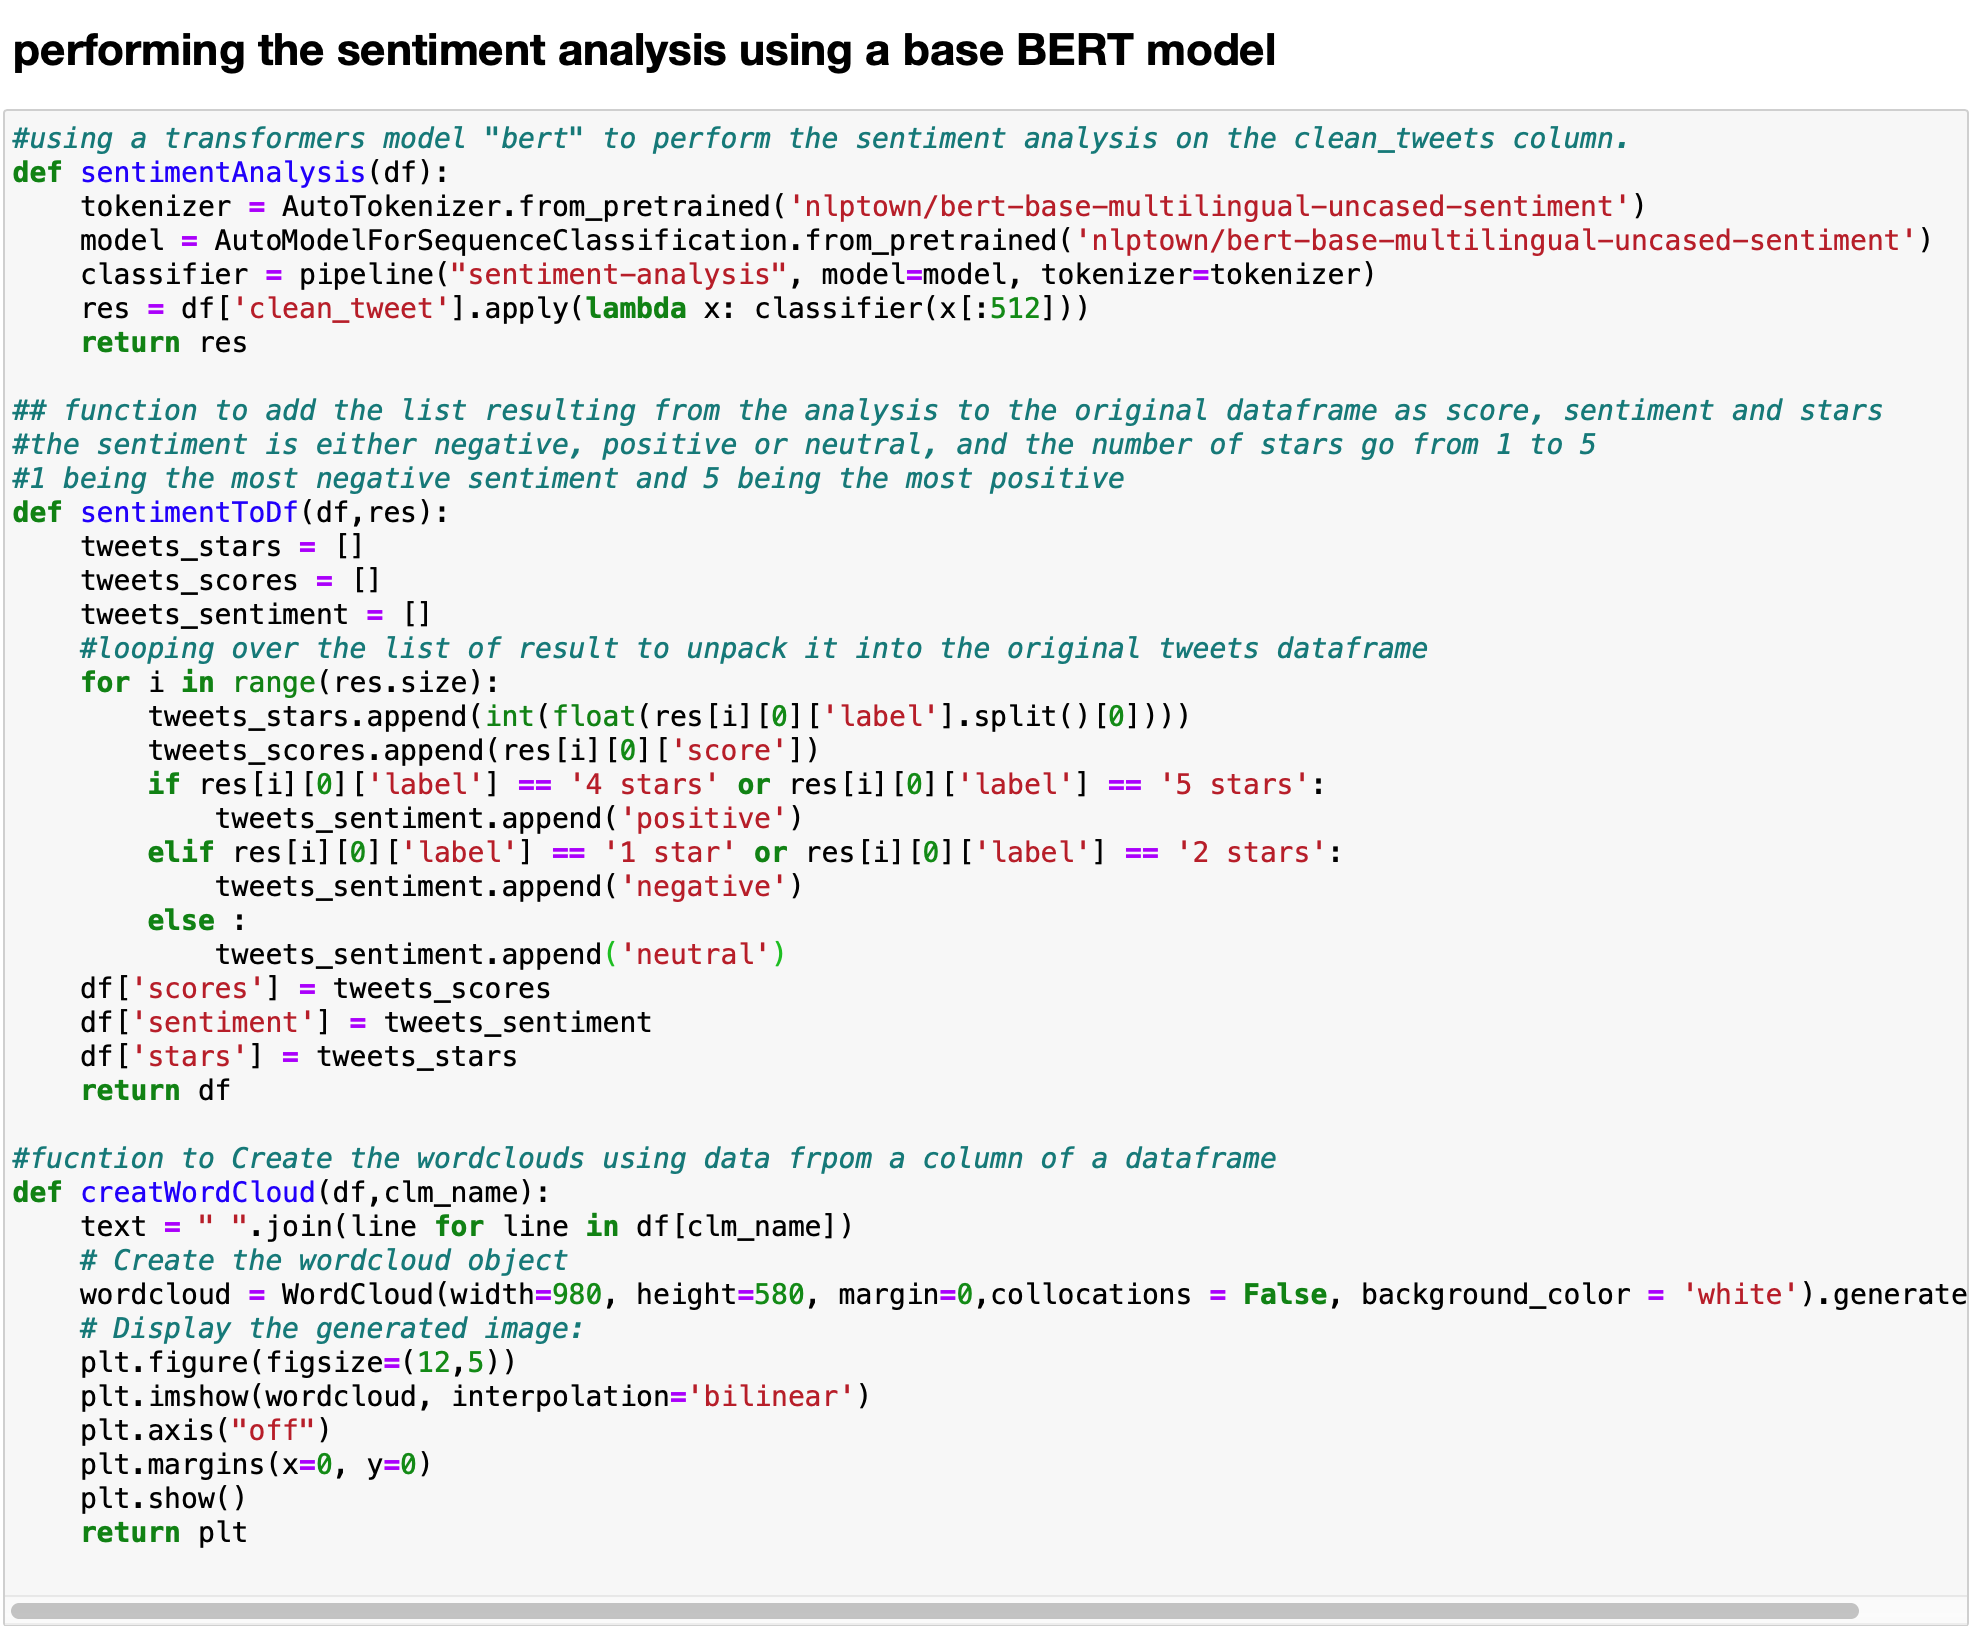 performing the sentiment analysis using a base BERT model
#using a transformers model "bert" to perform the sentiment analysis on the clean_tweets column.
def sentimentAnalysis(df):
    tokenizer = AutoTokenizer.from_pretrained('nlptown/bert-base-multilingual-uncased-sentiment')
    model = AutoModelForSequenceClassification.from_pretrained('nlptown/bert-base-multilingual-uncased-sentiment')
    classifier = pipeline("sentiment-analysis", model=model, tokenizer=tokenizer)
    res = df['clean_tweet'].apply(lambda x: classifier(x[:512]))
    return res

## function to add the list resulting from the analysis to the original dataframe as score, sentiment and stars
#the sentiment is either negative, positive or neutral, and the number of stars go from 1 to 5
#1 being the most negative sentiment and 5 being the most positive
def sentimentToDf(df,res):
    tweets_stars = []
    tweets_scores = []
    tweets_sentiment = []
    #looping over the list of result to unpack it into the original tweets dataframe
    for i in range(res.size):
        tweets_stars.append(int(float(res[i][0]['label'].split()[0])))
        tweets_scores.append(res[i][0]['score'])
        if res[i][0]['label'] == '4 stars' or res[i][0]['label'] == '5 stars':
            tweets_sentiment.append('positive')
        elif res[i][0]['label'] == '1 star' or res[i][0]['label'] == '2 stars':
            tweets_sentiment.append('negative')
        else :
            tweets_sentiment.append('neutral')
    df['scores'] = tweets_scores
    df['sentiment'] = tweets_sentiment
    df['stars'] = tweets_stars
    return df

#fucntion to Create the wordclouds using data frpom a column of a dataframe
def creatWordCloud(df,clm_name):
    text = " ".join(line for line in df[clm_name])
    # Create the wordcloud object
    wordcloud = WordCloud(width=980, height=580, margin=0,collocations = False, background_color = 'white').generate
    # Display the generated image:
    plt.figure(figsize=(12,5))
    plt.imshow(wordcloud, interpolation='bilinear')
    plt.axis("off")
    plt.margins(x=0, y=0)
    plt.show()
    return plt